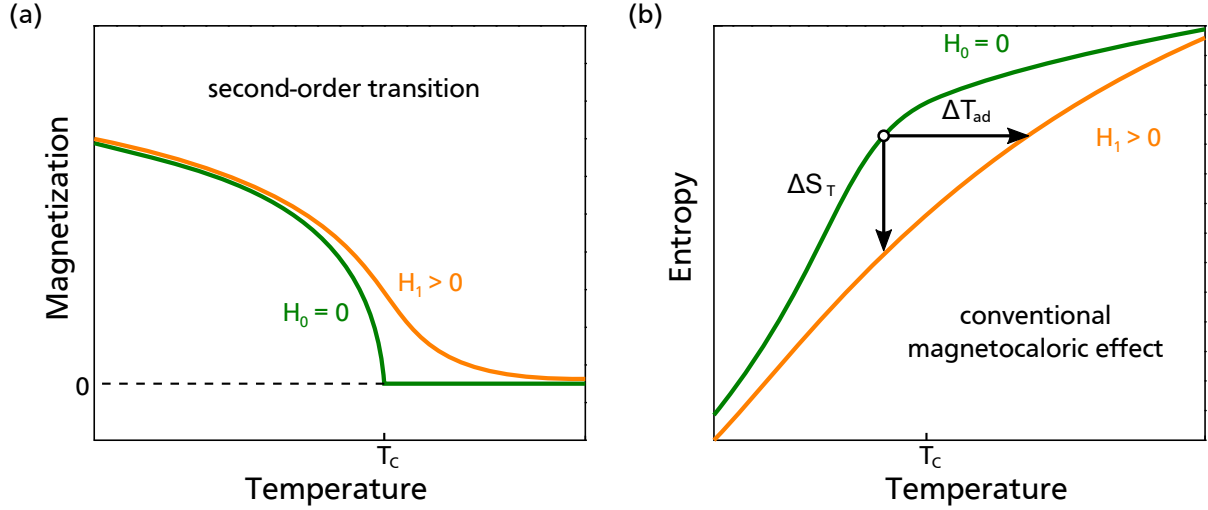 (a)
second-order transition
H₁ > 0
H₀ = 0
Magnetization
0
T_C
Temperature
(b)
H₀ = 0
ΔT_ad
H₁ > 0
ΔS_T
Entropy
conventional
magnetocaloric effect
T_C
Temperature